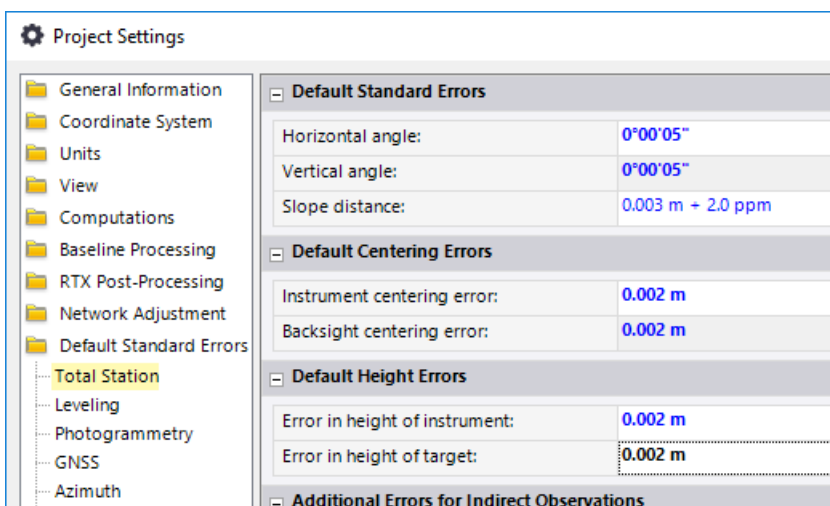 Project Settings
General Information
Coordinate System
Units
View
Computations
Baseline Processing
RTX Post-Processing
Network Adjustment
Default Standard Errors
Total Station
Leveling
Photogrammetry
GNSS
Azimuth
Default Standard Errors
Horizontal angle: 0°00'05"
Vertical angle: 0°00'05"
Slope distance: 0.003 m + 2.0 ppm
Default Centering Errors
Instrument centering error: 0.002 m
Backsight centering error: 0.002 m
Default Height Errors
Error in height of instrument: 0.002 m
Error in height of target: 0.002 m
Additional Errors for Indirect Observations